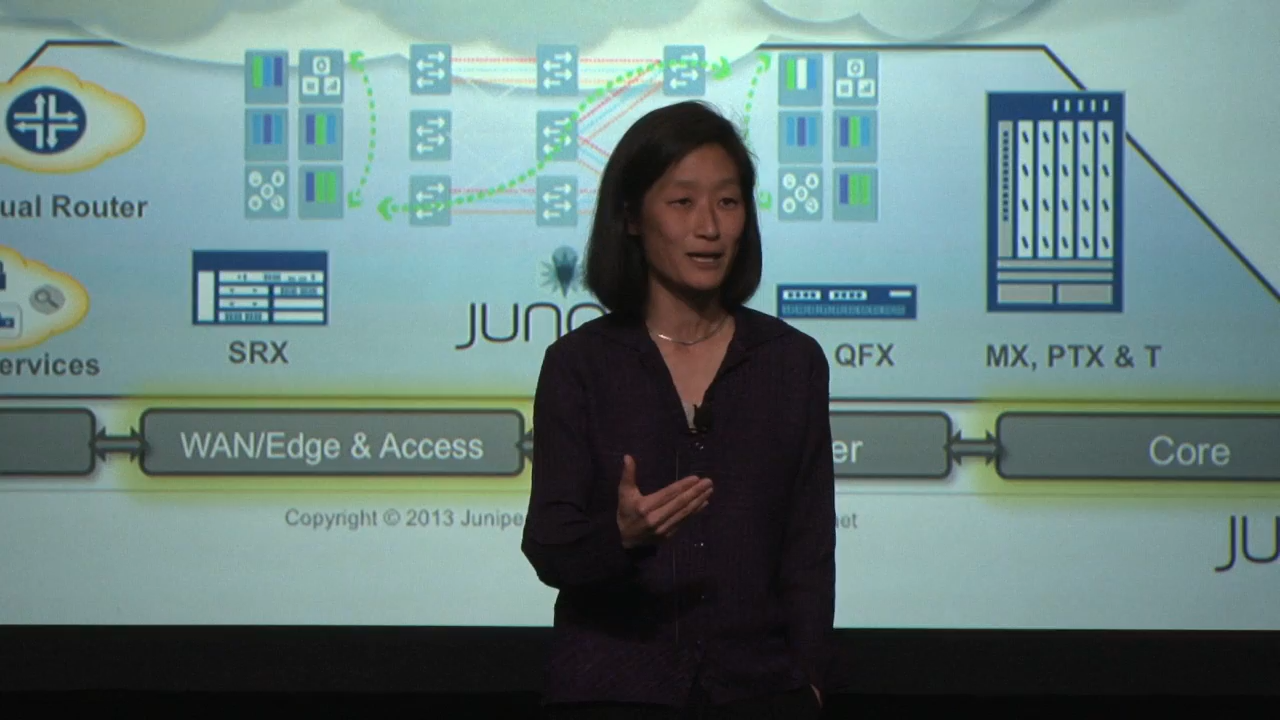 ual Router
SRX
JUN
QFX
MX, PTX & T
ervices
WAN/Edge & Access
er
Core
Copyright © 2013 Junipe
et
JU